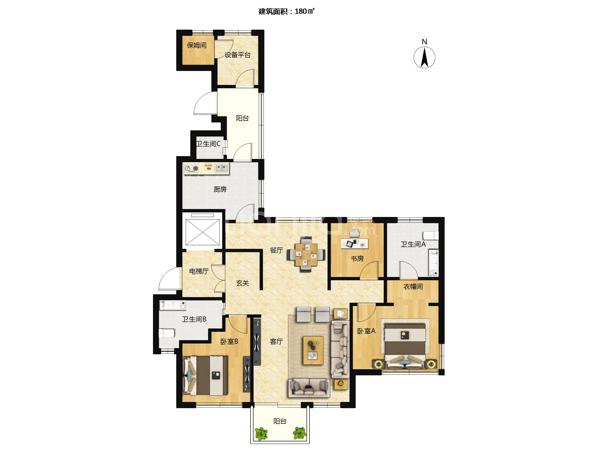 建筑面积：180㎡
N
保姆间
设备平台
阳台
卫生间C
厨房
餐厅
书房
卫生间A
电梯厅
玄关
衣帽间
卫生间B
卧室B
客厅
卧室A
阳台